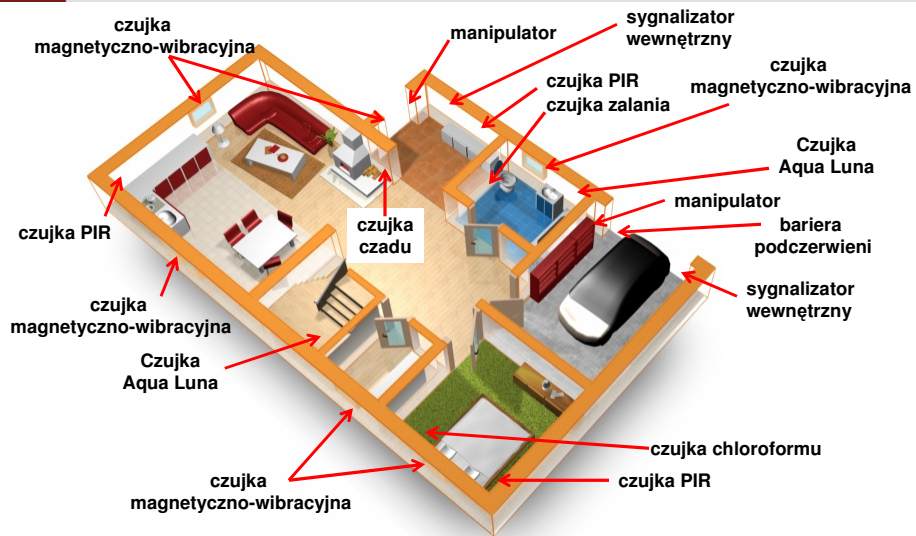 czujka
magnetyczno-wibracyjna
manipulator
sygnalizator
wewnętrzny
czujka PIR
czujka zalania
czujka
magnetyczno-wibracyjna
Czujka
Aqua Luna
manipulator
bariera
podczerwieni
sygnalizator
wewnętrzny
czujka PIR
czujka
czadu
czujka
magnetyczno-wibracyjna
Czujka
Aqua Luna
czujka
magnetyczno-wibracyjna
czujka chloroformu
czujka PIR